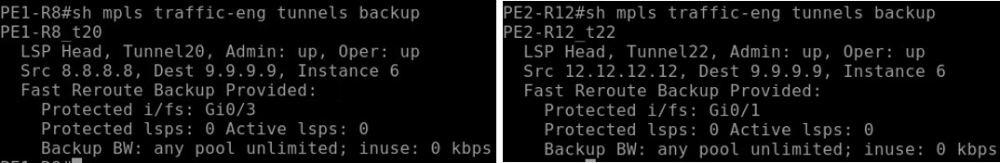 PE1-R8#sh mpls traffic-eng tunnels backup
PE1-R8_t20
LSP Head, Tunnel20, Admin: up, Oper: up
Src 8.8.8.8, Dest 9.9.9.9, Instance 6
Fast Reroute Backup Provided:
Protected i/fs: Gi0/3
Protected lsps: 0 Active lsps: 0
Backup BW: any pool unlimited; inuse: 0 kbps
PE2-R12#sh mpls traffic-eng tunnels backup
PE2-R12_t22
LSP Head, Tunnel22, Admin: up, Oper: up
Src 12.12.12.12, Dest 9.9.9.9, Instance 6
Fast Reroute Backup Provided:
Protected i/fs: Gi0/1
Protected lsps: 0 Active lsps: 0
Backup BW: any pool unlimited; inuse: 0 kbps